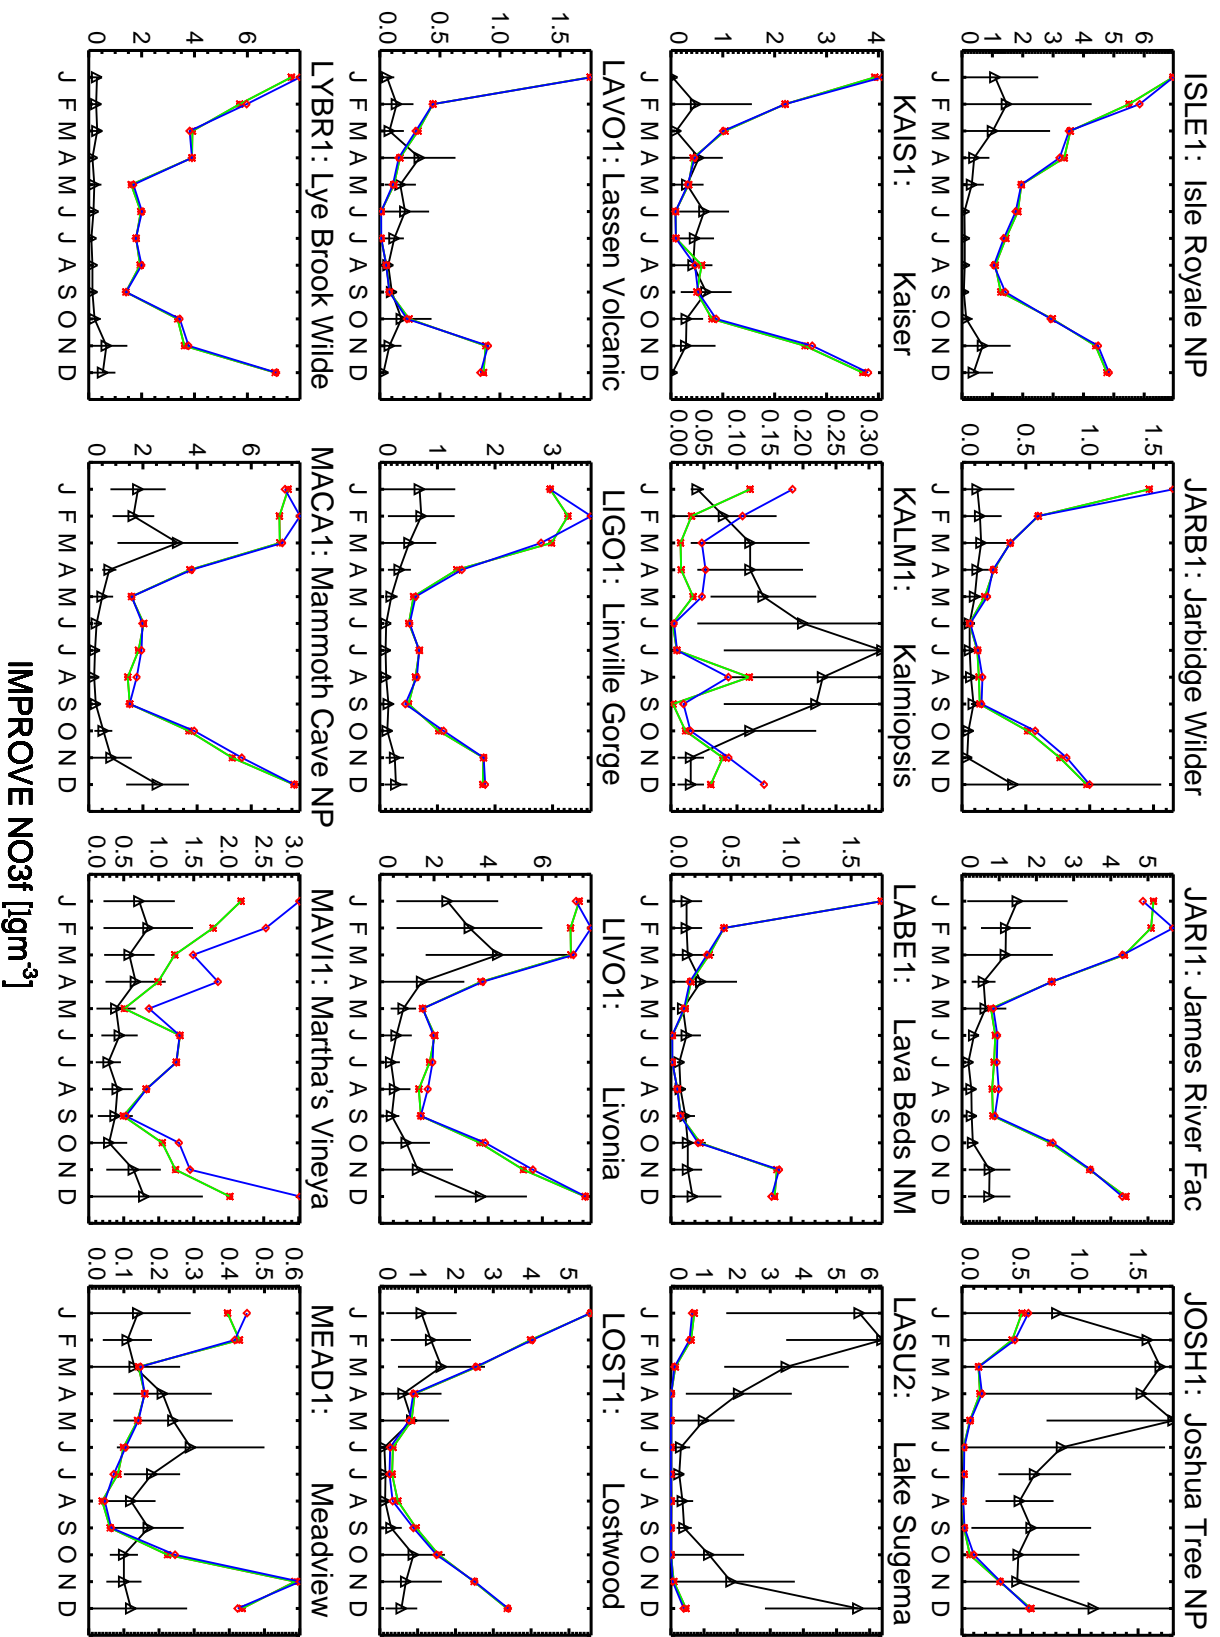 ISLE1: Isle Royale NP
6
5
4
3
2
1
0
J F M A M J J A S O N D
JARB1: Jarbidge Wilder
1.5
1.0
0.5
0.0
J F M A M J J A S O N D
JARI1: James River Fac
5
4
3
2
1
0
J F M A M J J A S O N D
JOSH1: Joshua Tree NP
1.5
1.0
0.5
0.0
J F M A M J J A S O N D
KAIS1: Kaiser
4
3
2
1
0
J F M A M J J A S O N D
KALM1: Kalmiopsis
0.30
0.25
0.20
0.15
0.10
0.05
0.00
J F M A M J J A S O N D
LABE1: Lava Beds NM
1.5
1.0
0.5
0.0
J F M A M J J A S O N D
LASU2: Lake Sugema
6
5
4
3
2
1
0
J F M A M J J A S O N D
LAVO1: Lassen Volcanic
1.5
1.0
0.5
0.0
J F M A M J J A S O N D
LIGO1: Linville Gorge
3
2
1
0
J F M A M J J A S O N D
LIVO1: Livonia
6
4
2
0
J F M A M J J A S O N D
LOST1: Lostwood
5
4
3
2
1
0
J F M A M J J A S O N D
LYBR1: Lye Brook Wilde
6
4
2
0
J F M A M J J A S O N D
MACA1: Mammoth Cave NP
6
4
2
0
J F M A M J J A S O N D
MAVI1: Martha's Vineya
3.0
2.5
2.0
1.5
1.0
0.5
0.0
J F M A M J J A S O N D
MEAD1: Meadview
0.6
0.5
0.4
0.3
0.2
0.1
0.0
J F M A M J J A S O N D
IMPROVE NO3f [1gm-3]